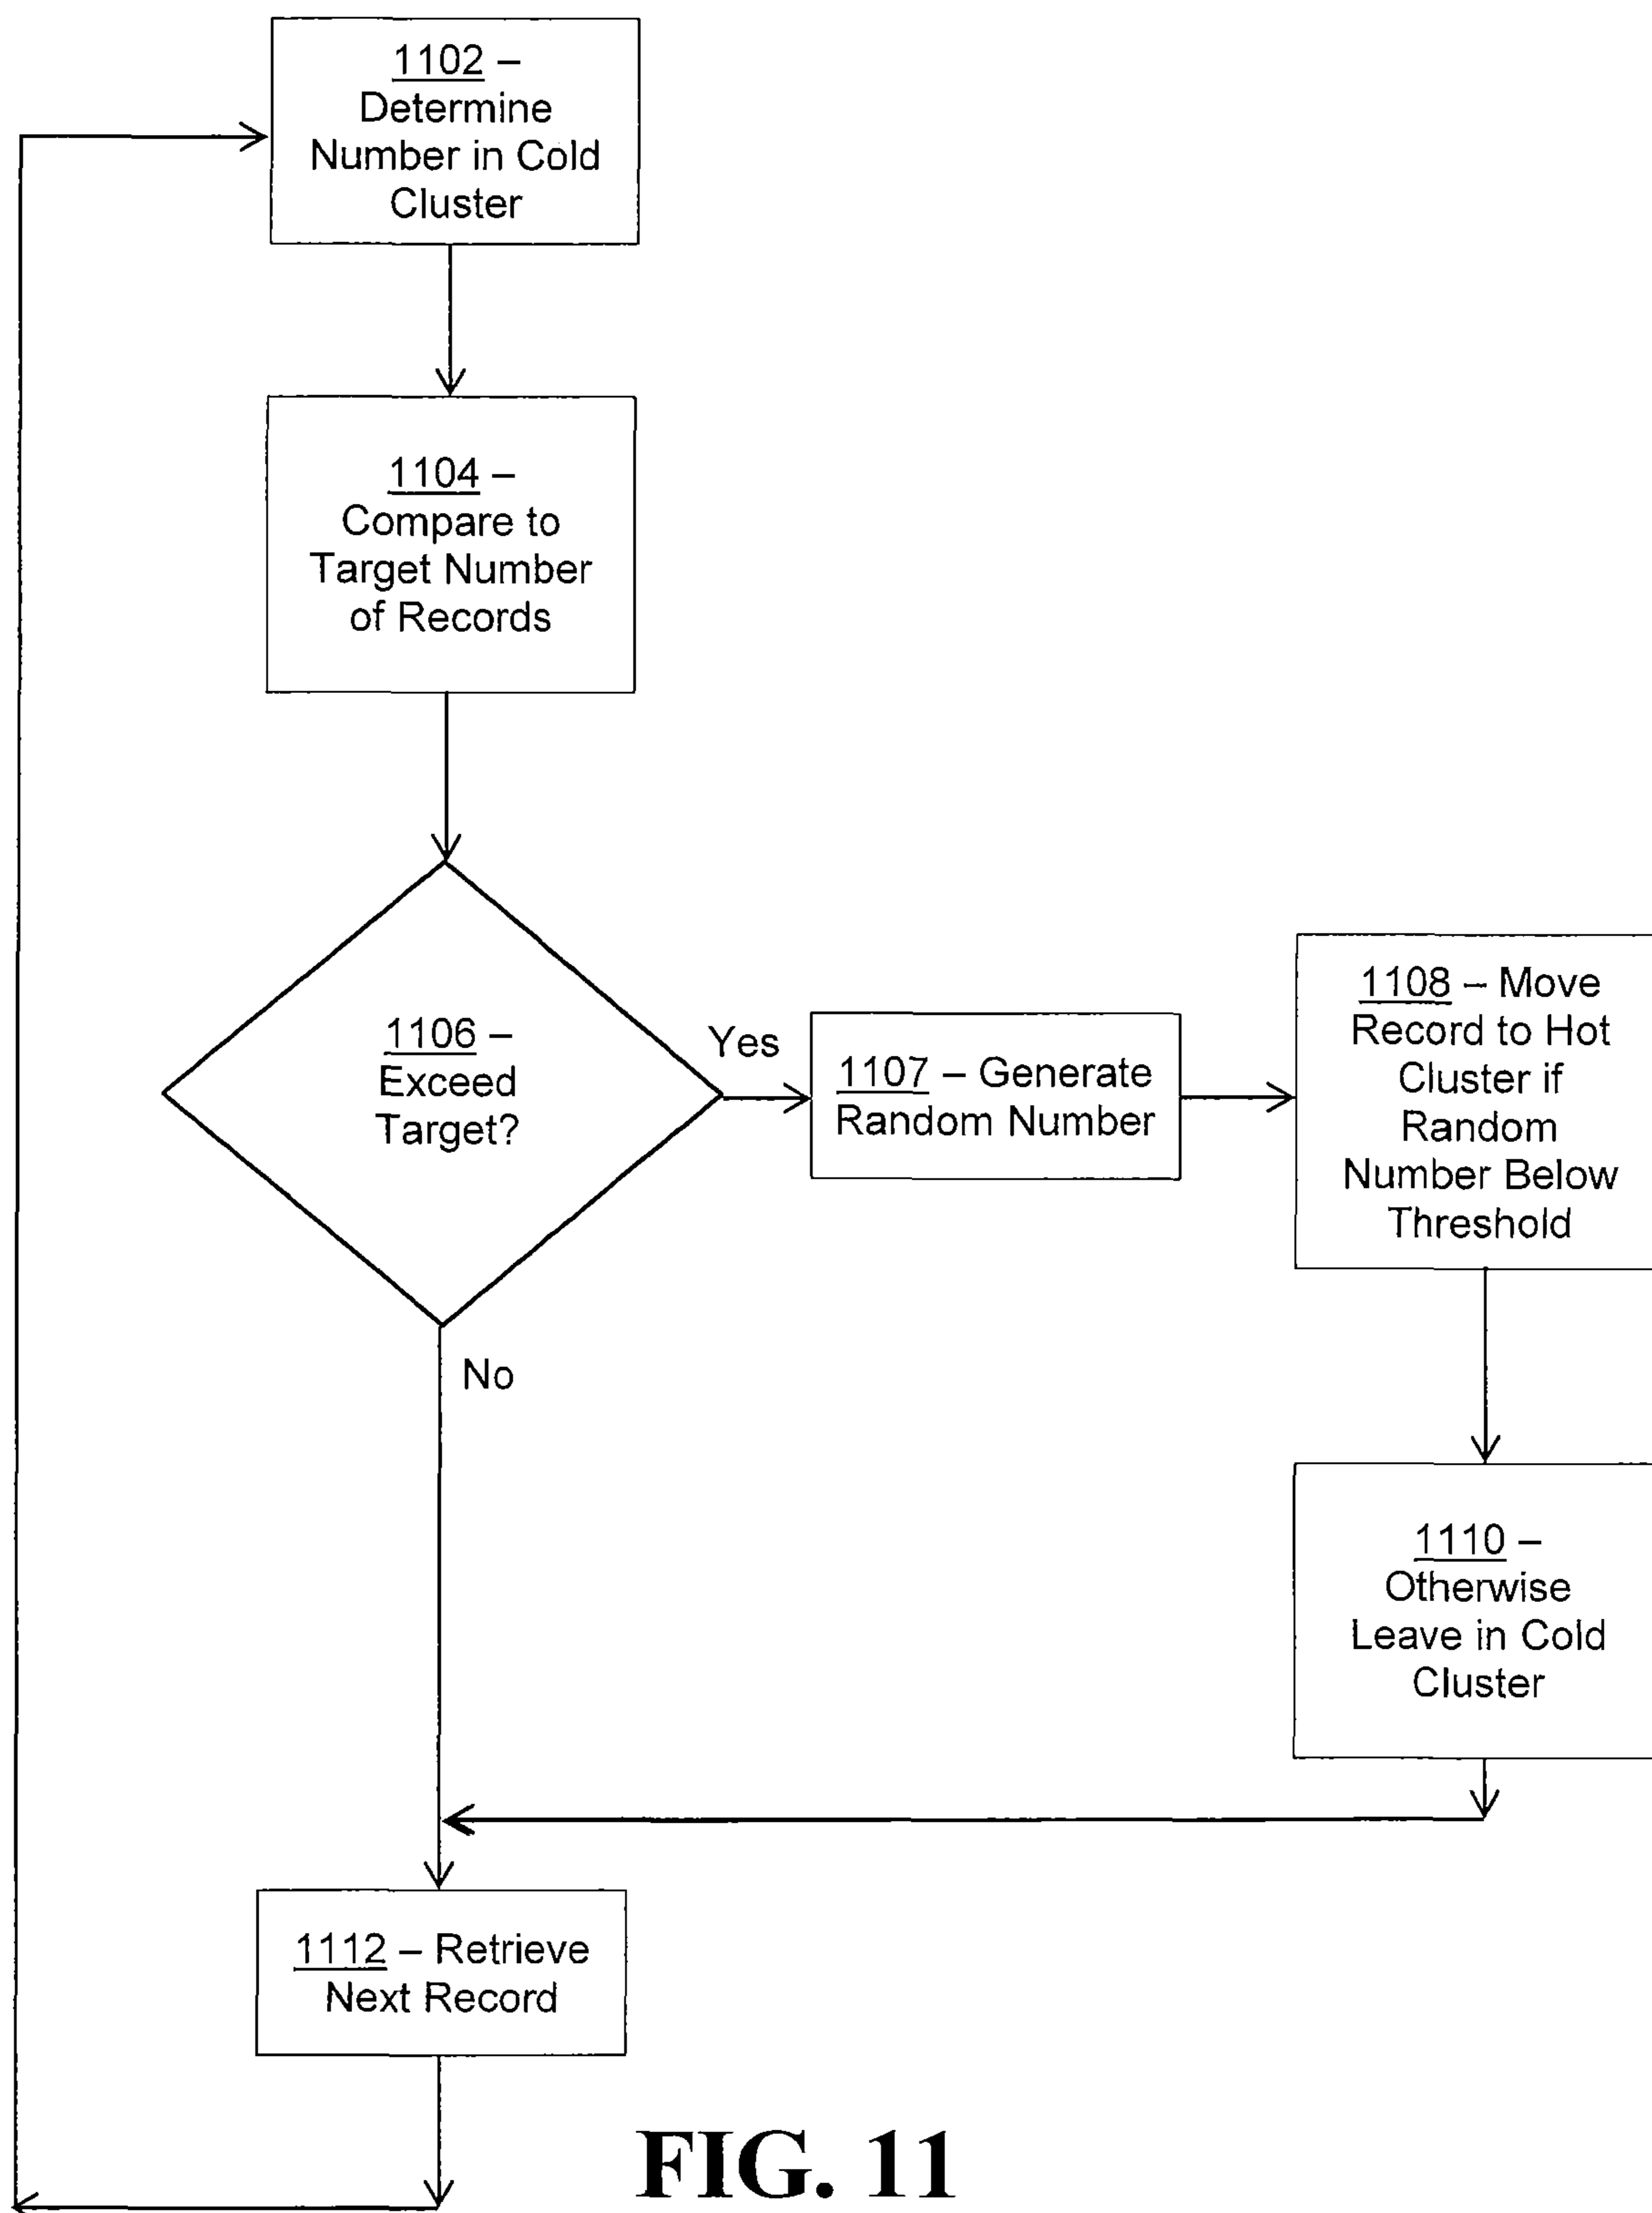 1102 –
Determine
Number in Cold
Cluster
1104 –
Compare to
Target Number
of Records
1106 –
Exceed
Target?
Yes
1107 – Generate
Random Number
1108 – Move
Record to Hot
Cluster if
Random
Number Below
Threshold
No
1110 –
Otherwise
Leave in Cold
Cluster
1112 – Retrieve
Next Record
FIG. 11